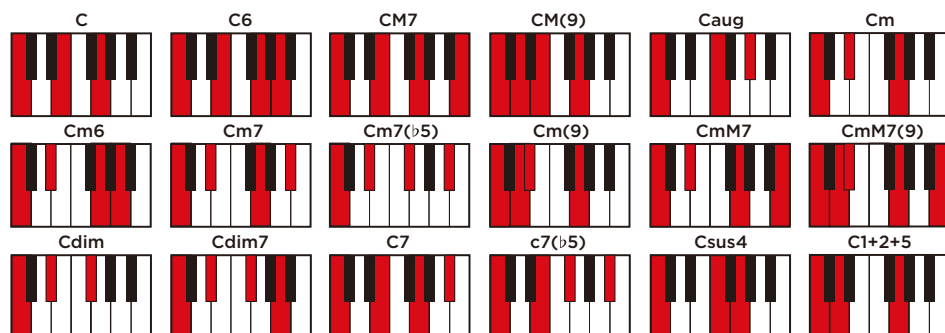 C C6 CM7 CM(9) Caug Cm
Cm6 Cm7 Cm7(♭5) Cm(9) CmM7 CmM7(9)
Cdim Cdim7 C7 c7(♭5) Csus4 C1+2+5